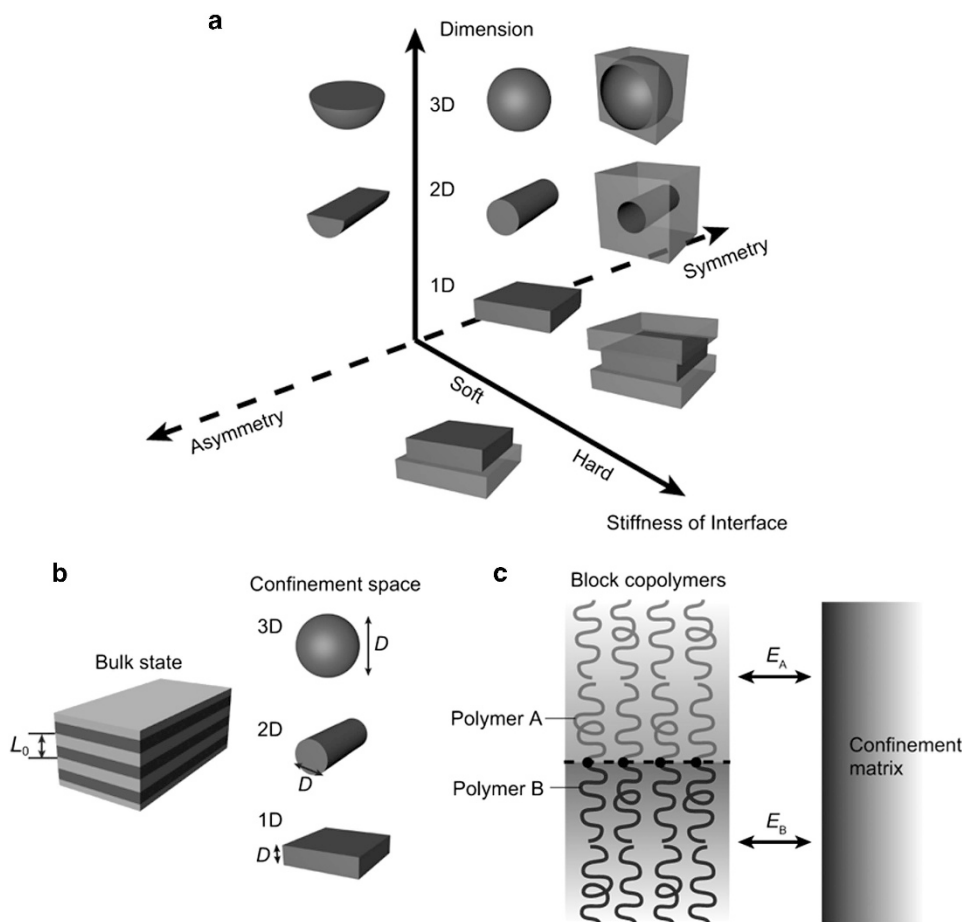 a
Dimension
3D
2D
1D
Symmetry
Soft
Asymmetry
Hard
Stiffness of Interface
b
Confinement space
3D
D
Bulk state
L0
2D
D
1D
D
c
Block copolymers
EA
Polymer A
Confinement
matrix
Polymer B
EB